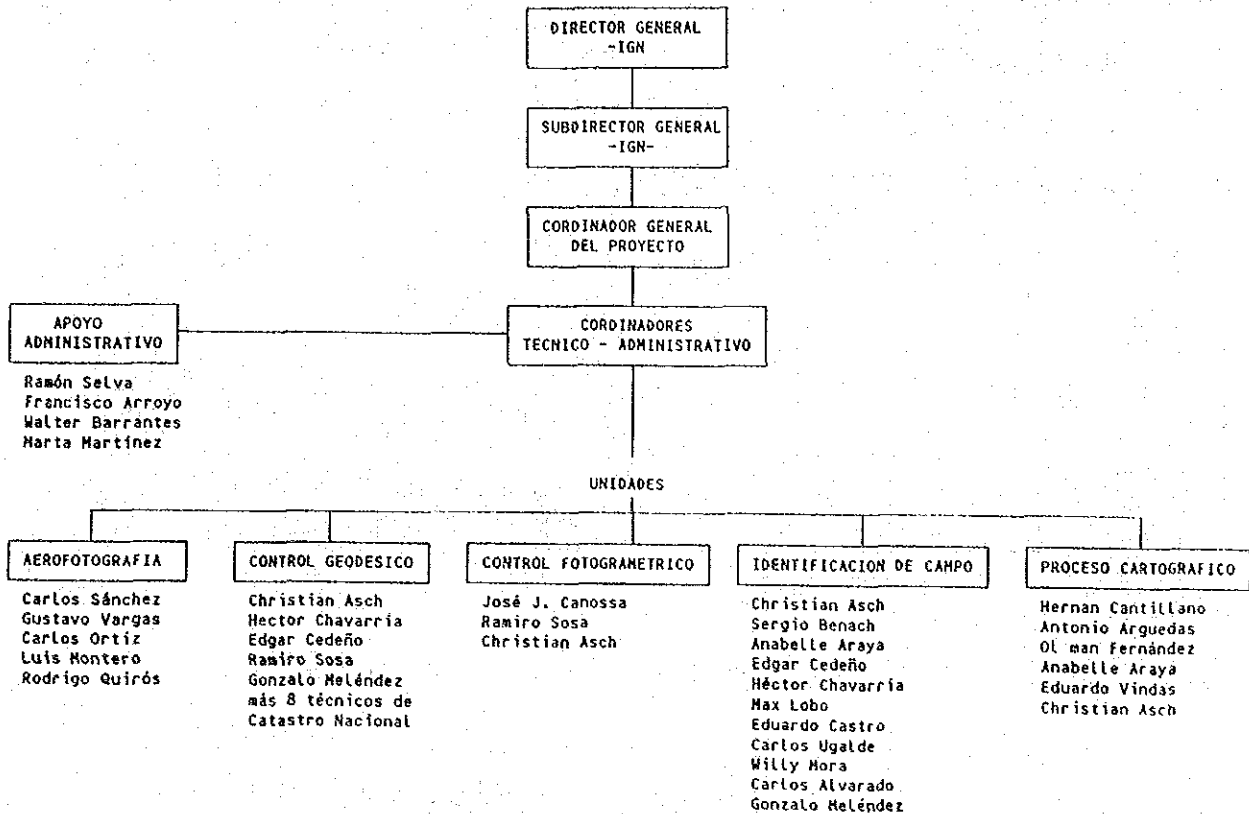 DIRECTOR GENERAL
-IGN
SUBDIRECTOR GENERAL
-IGN-
CORDINADOR GENERAL
DEL PROYECTO
APOYO
ADMINISTRATIVO
CORDINADORES
TECNICO - ADMINISTRATIVO
Ramón Selva
Francisco Arroyo
Walter Barrantes
Marta Martínez
UNIDADES
AEROFOTOGRAFIA
Carlos Sánchez
Gustavo Vargas
Carlos Ortiz
Luis Montero
Rodrigo Quirós
CONTROL GEODESICO
Christian Asch
Hector Chavarría
Edgar Cedeño
Ramiro Sosa
Gonzalo Meléndez
más 8 técnicos de
Catastro Nacional
CONTROL FOTOGRAMETRICO
José J. Canossa
Ramiro Sosa
Christian Asch
IDENTIFICACION DE CAMPO
Christian Asch
Sergio Benach
Anabelle Araya
Edgar Cedeño
Héctor Chavarría
Max Lobo
Eduardo Castro
Carlos Ugalde
Willy Mora
Carlos Alvarado
Gonzalo Meléndez
PROCESO CARTOGRAFICO
Hernan Cantillano
Antonio Arguedas
Ol man Fernández
Anabelle Araya
Eduardo Vindas
Christian Asch